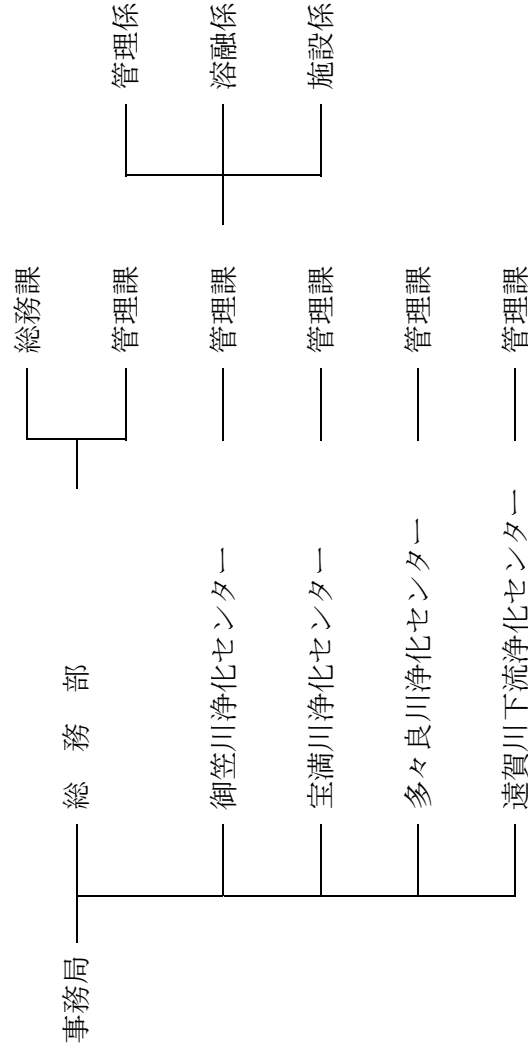 事務局
総　務　部
総務課
管理課
御笠川浄化センター
管理課
管理係
溶融係
施設係
宝満川浄化センター
管理課
多々良川浄化センター
管理課
遠賀川下流浄化センター
管理課